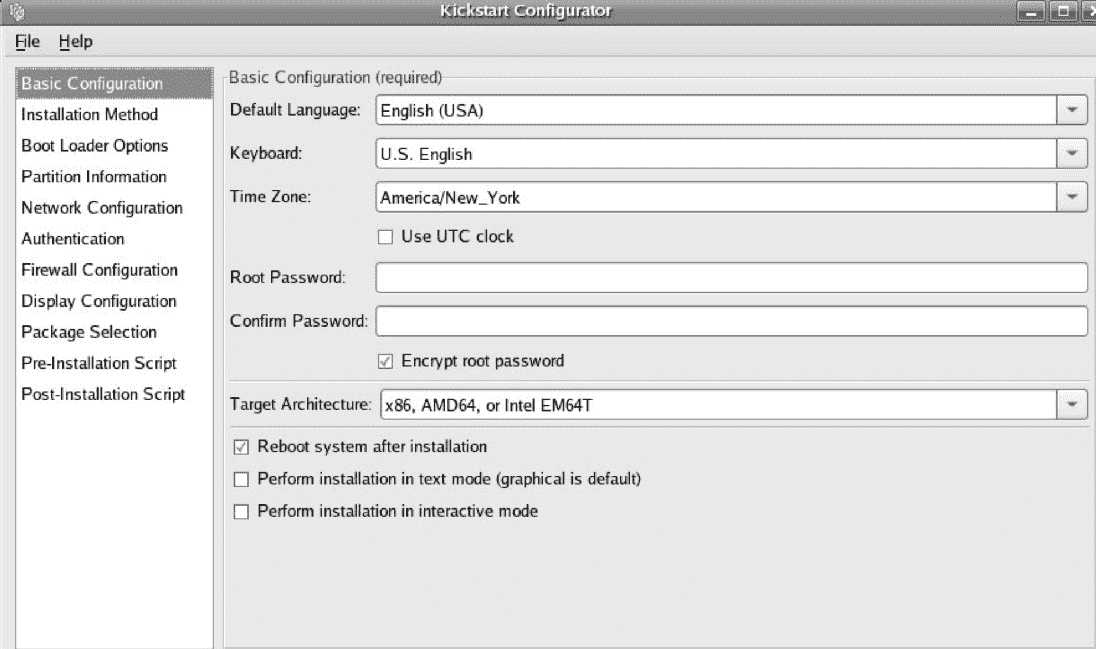 Kickstart Configurator
File Help
Basic Configuration
Installation Method
Boot Loader Options
Partition Information
Network Configuration
Authentication
Firewall Configuration
Display Configuration
Package Selection
Pre-Installation Script
Post-Installation Script
Basic Configuration (required)
Default Language: English (USA)
Keyboard: U.S. English
Time Zone: America/New_York
Use UTC clock
Root Password:
Confirm Password:
Encrypt root password
Target Architecture: x86, AMD64, or Intel EM64T
Reboot system after installation
Perform installation in text mode (graphical is default)
Perform installation in interactive mode